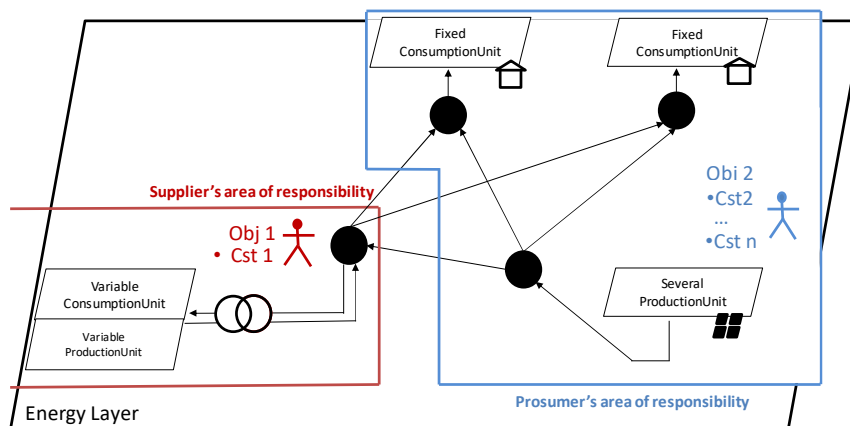 Fixed
ConsumptionUnit
Fixed
ConsumptionUnit
Supplier's area of responsibility
Obj 1
• Cst 1
Obi 2
•Cst2
...
•Cst n
Variable
ConsumptionUnit
Variable
ProductionUnit
Several
ProductionUnit
Prosumer's area of responsibility
Energy Layer